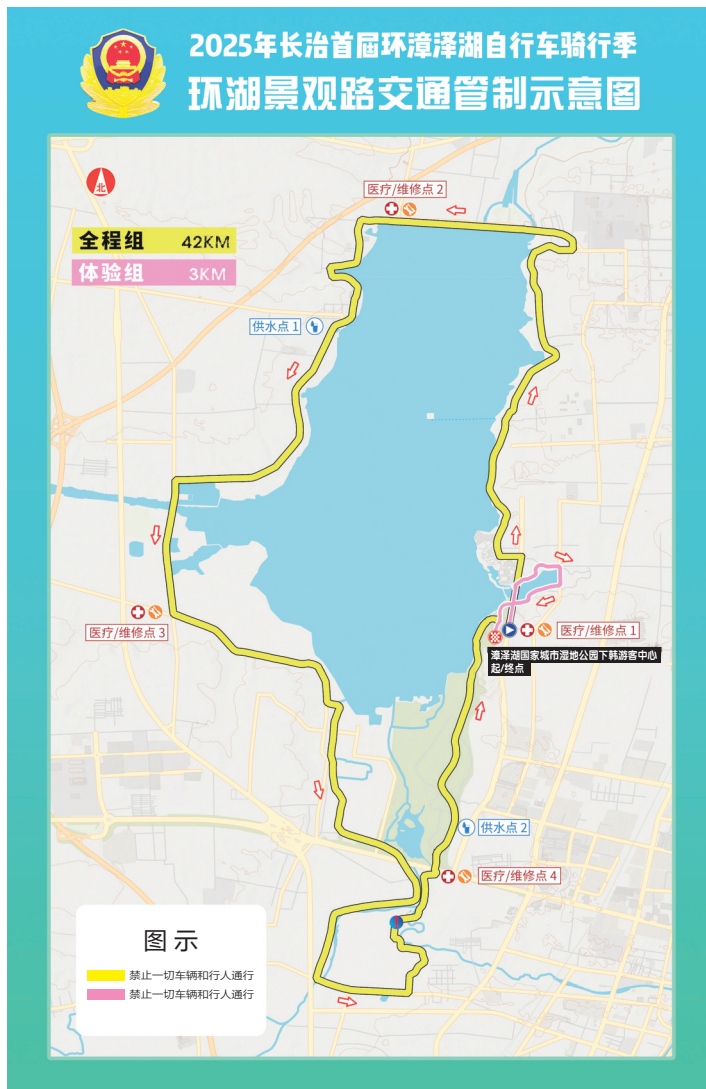 2025年长治首届环漳泽湖自行车骑行季
环湖景观路交通管制示意图
北
医疗/维修点2
全程组 42KM
体验组 3KM
供水点1
医疗/维修点3
医疗/维修点1
漳泽湖国家城市湿地公园下韩游客中心
起/终点
供水点2
医疗/维修点4
图示
禁止一切车辆和行人通行
禁止一切车辆和行人通行